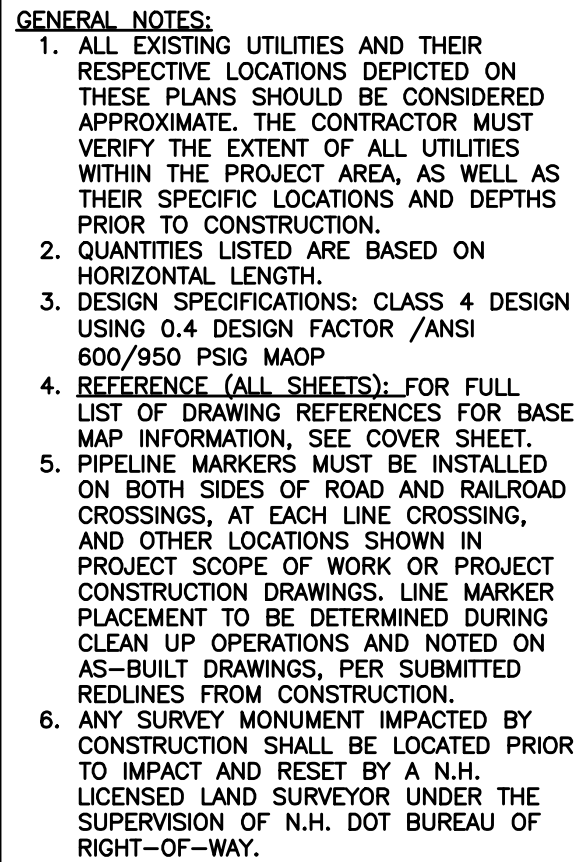 GENERAL NOTES:
1. ALL EXISTING UTILITIES AND THEIR
RESPECTIVE LOCATIONS DEPICTED ON
THESE PLANS SHOULD BE CONSIDERED
APPROXIMATE. THE CONTRACTOR MUST
VERIFY THE EXTENT OF ALL UTILITIES
WITHIN THE PROJECT AREA, AS WELL AS
THEIR SPECIFIC LOCATIONS AND DEPTHS
PRIOR TO CONSTRUCTION.
2. QUANTITIES LISTED ARE BASED ON
HORIZONTAL LENGTH.
3. DESIGN SPECIFICATIONS: CLASS 4 DESIGN
USING 0.4 DESIGN FACTOR /ANSI
600/950 PSIG MAOP
4. REFERENCE (ALL SHEETS): FOR FULL
LIST OF DRAWING REFERENCES FOR BASE
MAP INFORMATION, SEE COVER SHEET.
5. PIPELINE MARKERS MUST BE INSTALLED
ON BOTH SIDES OF ROAD AND RAILROAD
CROSSINGS, AT EACH LINE CROSSING,
AND OTHER LOCATIONS SHOWN IN
PROJECT SCOPE OF WORK OR PROJECT
CONSTRUCTION DRAWINGS. LINE MARKER
PLACEMENT TO BE DETERMINED DURING
CLEAN UP OPERATIONS AND NOTED ON
AS-BUILT DRAWINGS, PER SUBMITTED
REDLINES FROM CONSTRUCTION.
6. ANY SURVEY MONUMENT IMPACTED BY
CONSTRUCTION SHALL BE LOCATED PRIOR
TO IMPACT AND RESET BY A N.H.
LICENSED LAND SURVEYOR UNDER THE
SUPERVISION OF N.H. DOT BUREAU OF
RIGHT-OF-WAY.